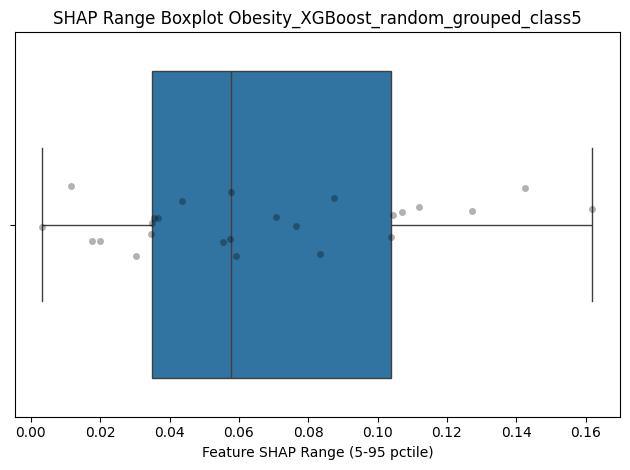 SHAP Range Boxplot Obesity_XGBoost_random_grouped_class5
0.00 0.02 0.04 0.06 0.08 0.10 0.12 0.14 0.16
Feature SHAP Range (5-95 pctile)